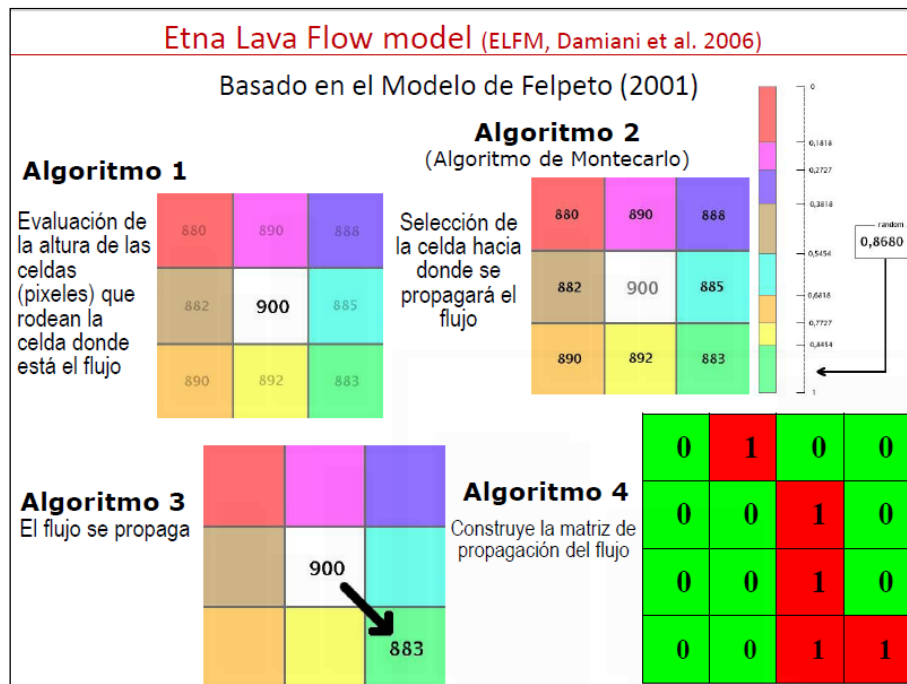 Etna Lava Flow model (ELFM, Damiani et al. 2006)
Basado en el Modelo de Felpeto (2001)
Algoritmo 1
Evaluación de
la altura de las
celdas
(pixeles) que
rodean la
celda donde
está el flujo
880 890 888
882 900 885
890 892 883
Algoritmo 2
(Algoritmo de Montecarlo)
Selección de
la celda hacia
donde se
propagará el
flujo
880 890 888
882 900 885
890 892 883
0
0,1818
0,2727
0,3818
0,5454
0,6818
0,7727
0,8454
1
random
0,8680
Algoritmo 3
El flujo se propaga
900
883
Algoritmo 4
Construye la matriz de
propagación del flujo
0 1 0 0
0 0 1 0
0 0 1 0
0 0 1 1